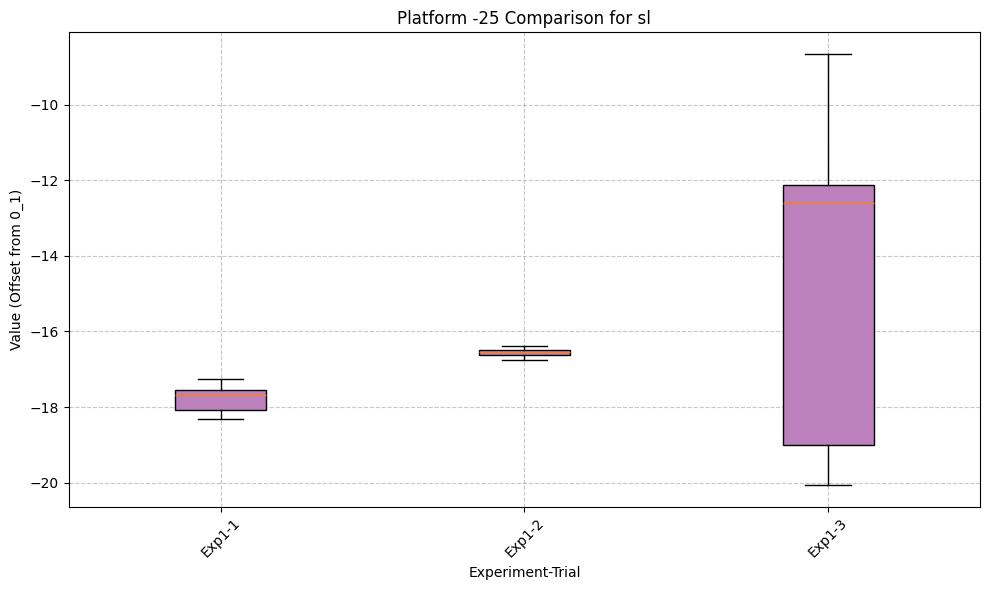 Platform -25 Comparison for sl
Value (Offset from 0_1)
−10
−12
−14
−16
−18
−20
Exp1-1
Exp1-2
Exp1-3
Experiment-Trial